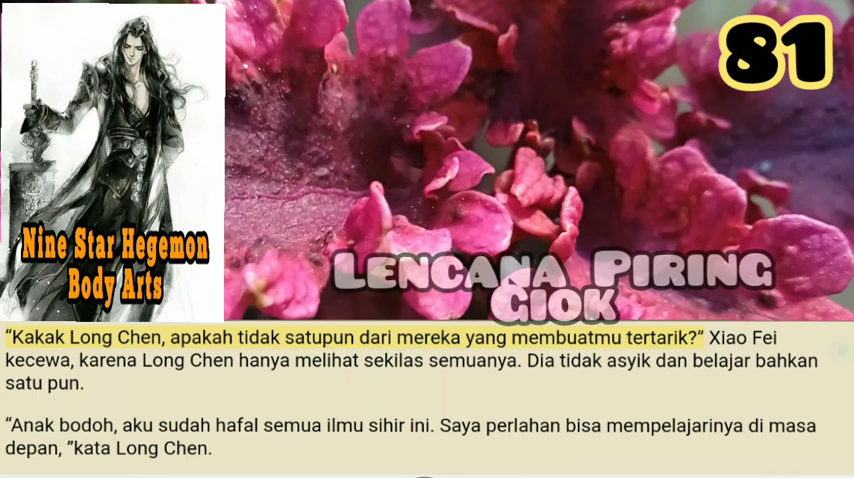 81
Nine Star Hegemon
Body Arts
Lencana Piring
Giok
“Kakak Long Chen, apakah tidak satupun dari mereka yang membuatmu tertarik?” Xiao Fei
kecewa, karena Long Chen hanya melihat sekilas semuanya. Dia tidak asyik dan belajar bahkan
satu pun.
“Anak bodoh, aku sudah hafal semua ilmu sihir ini. Saya perlahan bisa mempelajarinya di masa
depan, ”kata Long Chen.